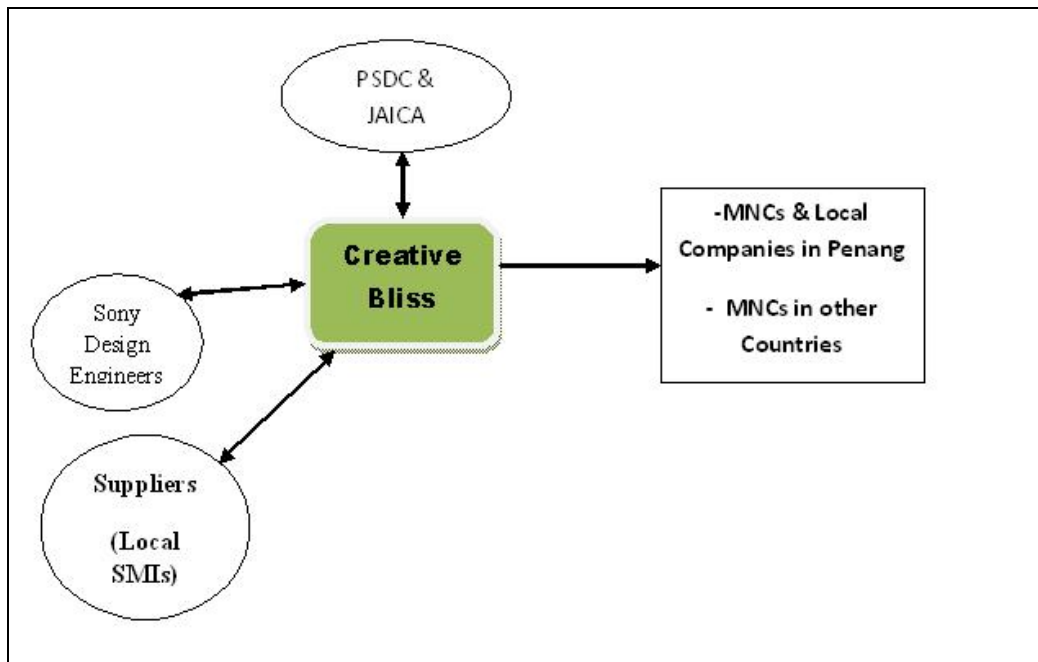 PSDC &
JAICA
Creative
Bliss
-MNCs & Local
Companies in Penang
- MNCs in other
Countries
Sony
Design
Engineers
Suppliers
(Local
SMIs)